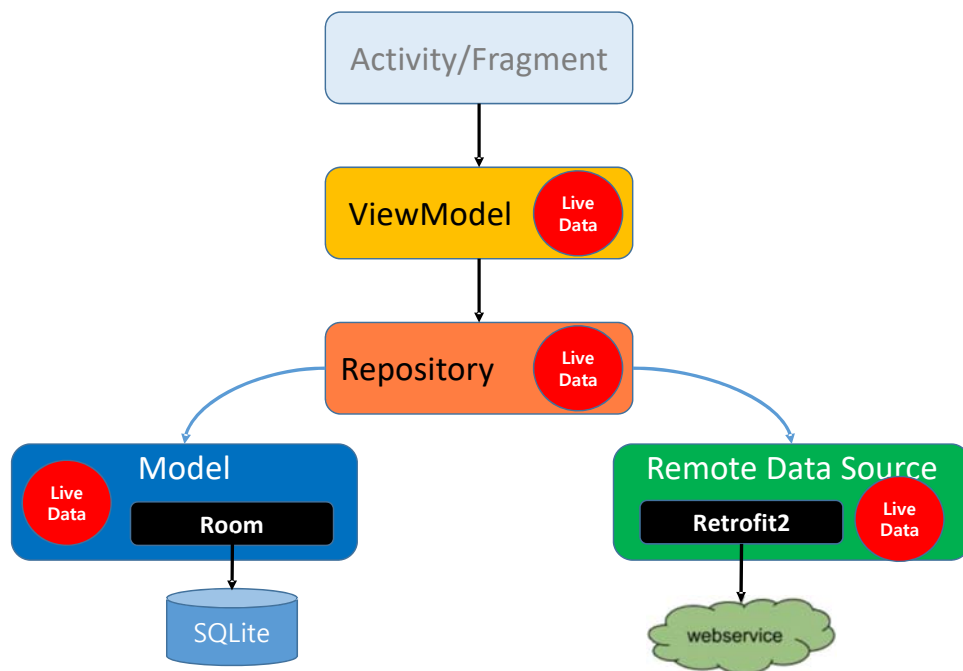 Activity/Fragment
ViewModel
Live
Data
Repository
Live
Data
Model
Live
Data
Room
SQLite
Remote Data Source
Retrofit2
Live
Data
webservice